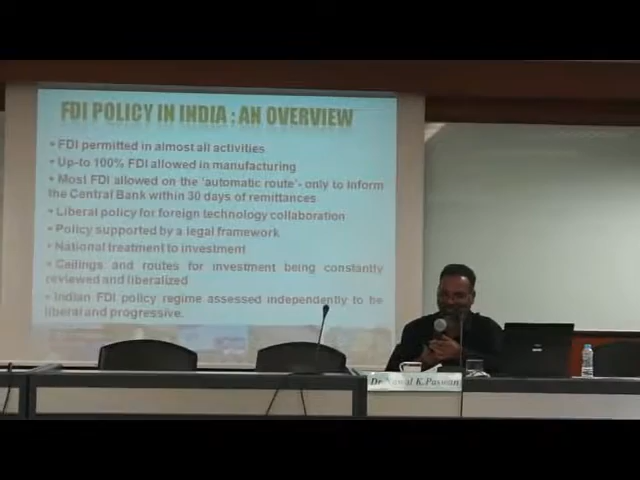 FDI POLICY IN INDIA : AN OVERVIEW
• FDI permitted in almost all activities
• Up-to 100% FDI allowed in manufacturing
• Most FDI allowed on the 'automatic route'- only to inform
the Central Bank within 30 days of remittances
• Liberal policy for foreign technology collaboration
• Policy supported by a legal framework
• National treatment to investment
• Ceilings and routes for investment being constantly
reviewed and liberalized
• Indian FDI policy regime assessed independently to be
liberal and progressive.
Dr. Nawal K. Paswan